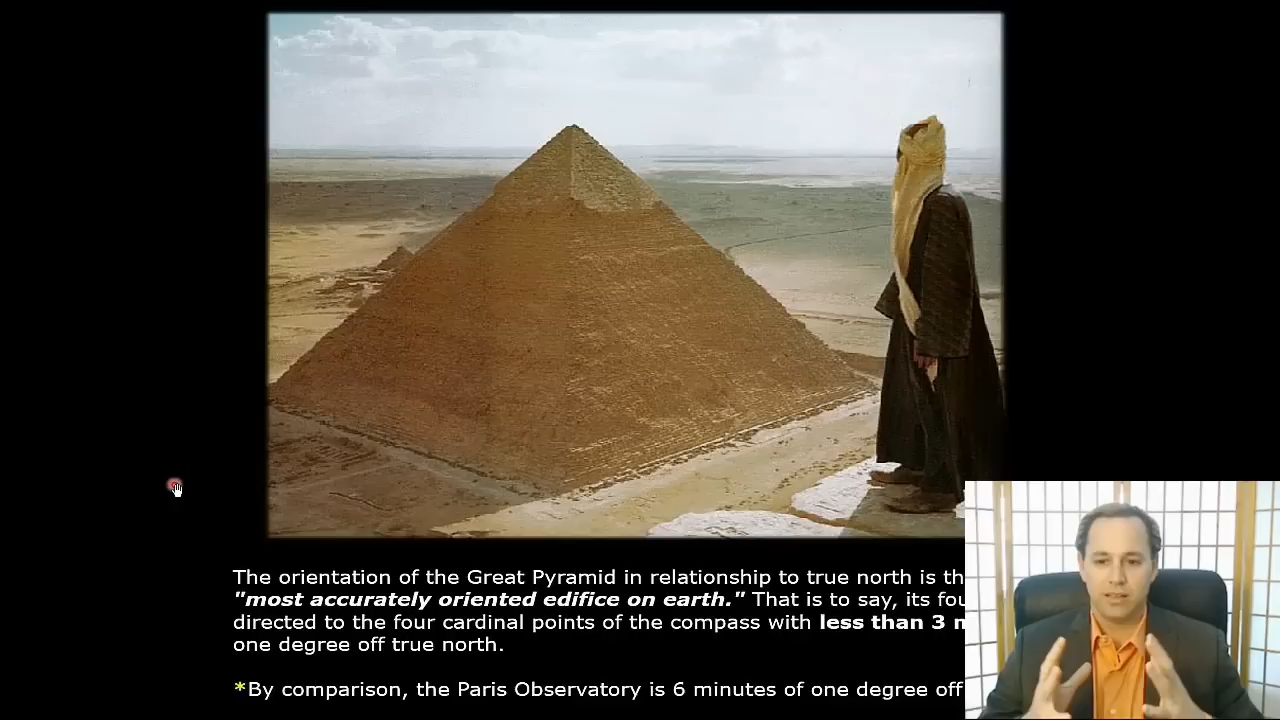 The orientation of the Great Pyramid in relationship to true north is th
"most accurately oriented edifice on earth." That is to say, its fou
directed to the four cardinal points of the compass with less than 3 m
one degree off true north.
*By comparison, the Paris Observatory is 6 minutes of one degree off